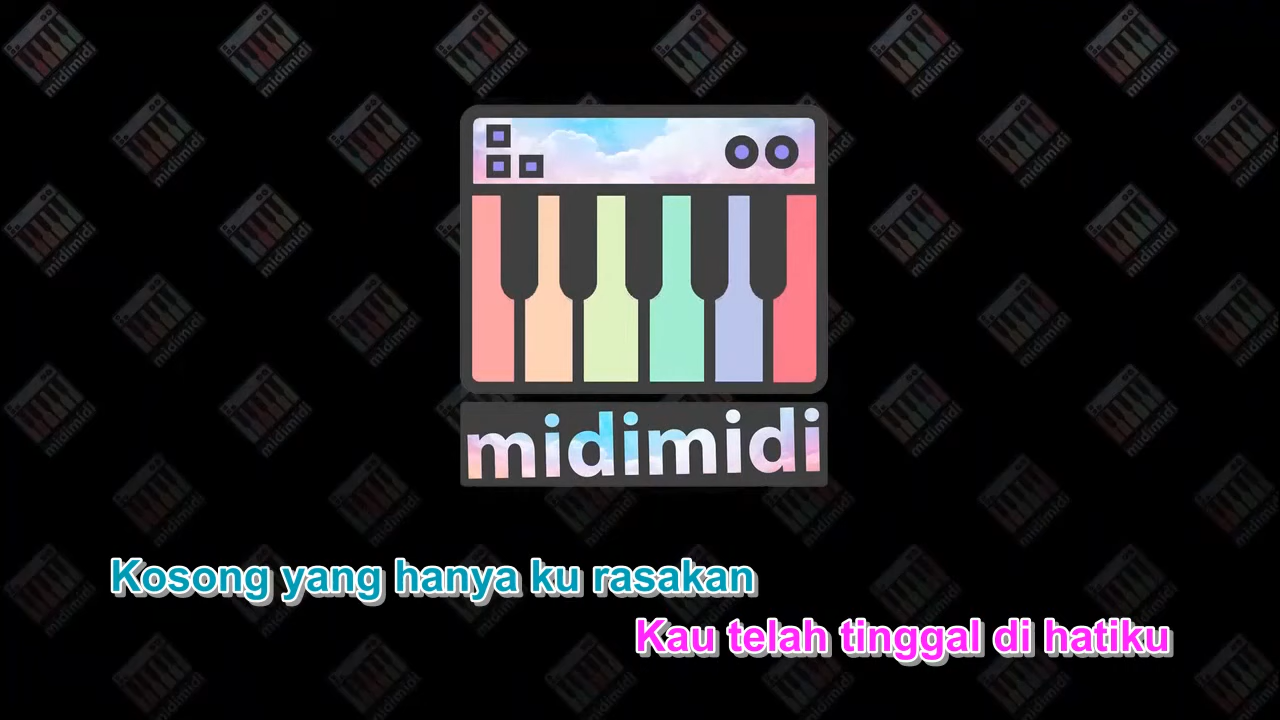 midimidi
Kosong yang hanya ku rasakan
Kau telah tinggal di hatiku